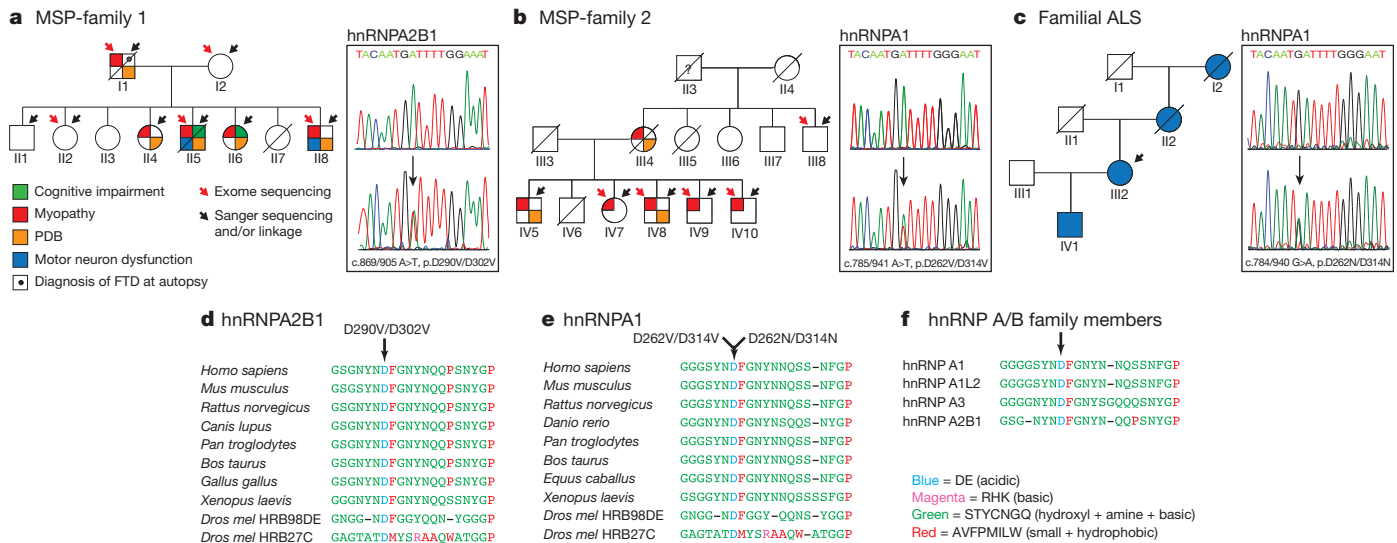 a MSP-family 1
I1
I2
II1 II2 II3 II4 II5 II6 II7 II8
Cognitive impairment
Myopathy
PDB
Motor neuron dysfunction
Diagnosis of FTD at autopsy
Exome sequencing
Sanger sequencing
and/or linkage
hnRNPA2B1
TACAATGATTTTGGAAAT
c.869/905 A>T, p.D290V/D302V
b MSP-family 2
?
II3 II4
III3 III4 III5 III6 III7 III8
IV5 IV6 IV7 IV8 IV9 IV10
hnRNPA1
TACAATGATTTTGGGAAT
c.785/941 A>T, p.D262V/D314V
c Familial ALS
I1 I2
II1 II2
III1 III2
IV1
hnRNPA1
TACAATGATTTTGGGAAT
c.784/940 G>A, p.D262N/D314N
d hnRNPA2B1
D290V/D302V
Homo sapiens GSGNYNDFGNYNQQPSNYGP
Mus musculus GSGNYNDFGNYNQQPSNYGP
Rattus norvegicus GSGNYNDFGNYNQQPSNYGP
Canis lupus GSGNYNDFGNYNQQPSNYGP
Pan troglodytes GSGNYNDFGNYNQQPSNYGP
Bos taurus GSGNYNDFGNYNQQPSNYGP
Gallus gallus GSGNYNDFGNYNQQPSNYGP
Xenopus laevis GGGNYNDFGNYNQQSSNYGP
Dros mel HRB98DE GNGG-NDFGGYQQN-YGGGP
Dros mel HRB27C GAGTATDMYSRAAQWATGGP
e hnRNPA1
D262V/D314V D262N/D314N
Homo sapiens GGGSYNDFGNYNNQSS-NFGP
Mus musculus GGGSYNDFGNYNNQSS-NFGP
Rattus norvegicus GGGSYNDFGNYNNQSS-NFGP
Danio rerio GGGSYNDFGNYNNQSS-NFGP
Pan troglodytes GGGSYNDFGNYNNQSS-NFGP
Bos taurus GGGSYNDFGNYNNQSS-NFGP
Equus caballus GGGSYNDFGNYNNQSS-NFGP
Xenopus laevis GSGGYNDFGNYNNQSSSSFGP
Dros mel HRB98DE GNGG-NDFGGY-QQNS-YGGP
Dros mel HRB27C GAGTATDMYSRAAQW-ATGGP
f hnRNP A/B family members
hnRNP A1 GGGGSYNDFGNYN-NQSSNFGP
hnRNP A1L2 GGGGSYNDFGNYN-NQSSNFGP
hnRNP A3 GGGGNYNDFGNYSGQQQSNYGP
hnRNP A2B1 GSG-NYNDFGNYN-QQPSNYGP
Blue = DE (acidic)
Magenta = RHK (basic)
Green = STYCNGQ (hydroxyl + amine + basic)
Red = AVFPMILW (small + hydrophobic)